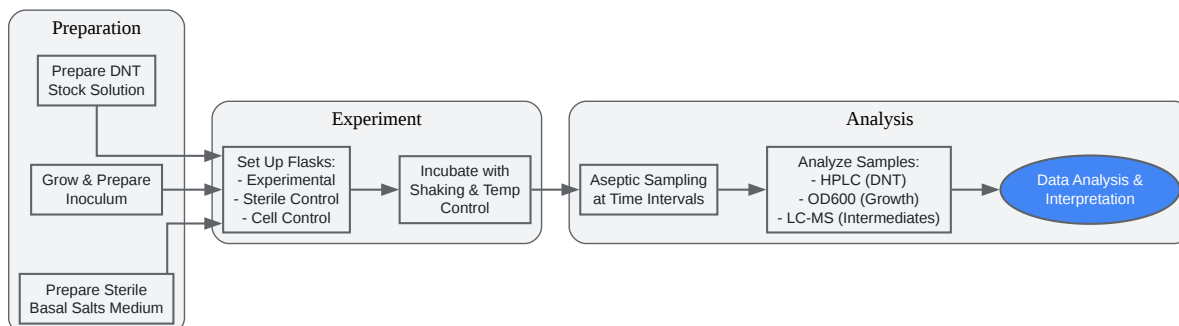 Preparation
Prepare DNT
Stock Solution
Grow & Prepare
Inoculum
Prepare Sterile
Basal Salts Medium
Experiment
Set Up Flasks:
- Experimental
- Sterile Control
- Cell Control
Incubate with
Shaking & Temp
Control
Analysis
Aseptic Sampling
at Time Intervals
Analyze Samples:
- HPLC (DNT)
- OD600 (Growth)
- LC-MS (Intermediates)
Data Analysis &
Interpretation